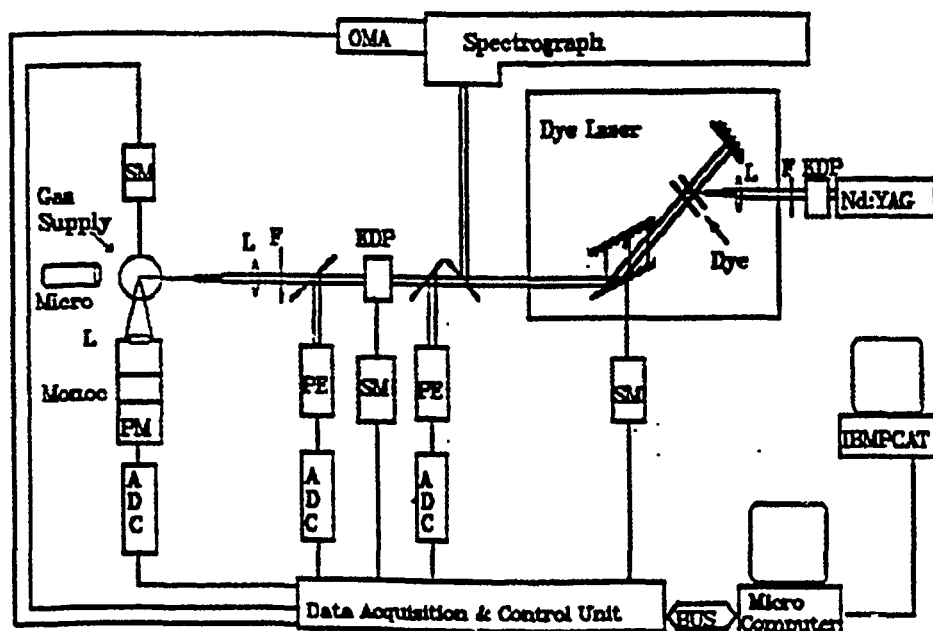 OMA
Spectrograph
Dye Laser
SM
L
F
KDP
Nd:YAG
Gas
Supply
L
F
KDP
Dye
Micro
L
PE
SM
PE
SM
Monoc
PM
IBMPCAT
ADC
ADC
ADC
Data Acquisition & Control Unit
BUS
Micro
Computer